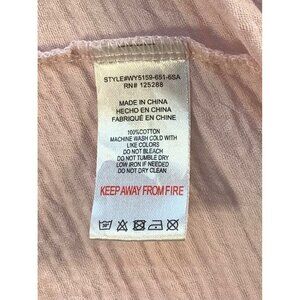 STYLE#WY5159-651-6SA
RN# 125288
MADE IN CHINA
HECHO EN CHINA
FABRIQUÉ EN CHINE
100%COTTON
MACHINE WASH COLD WITH
LIKE COLORS
DO NOT BLEACH
DO NOT TUMBLE DRY
LOW IRON IF NEEDED
DO NOT DRY CLEAN
KEEP AWAY FROM FIRE